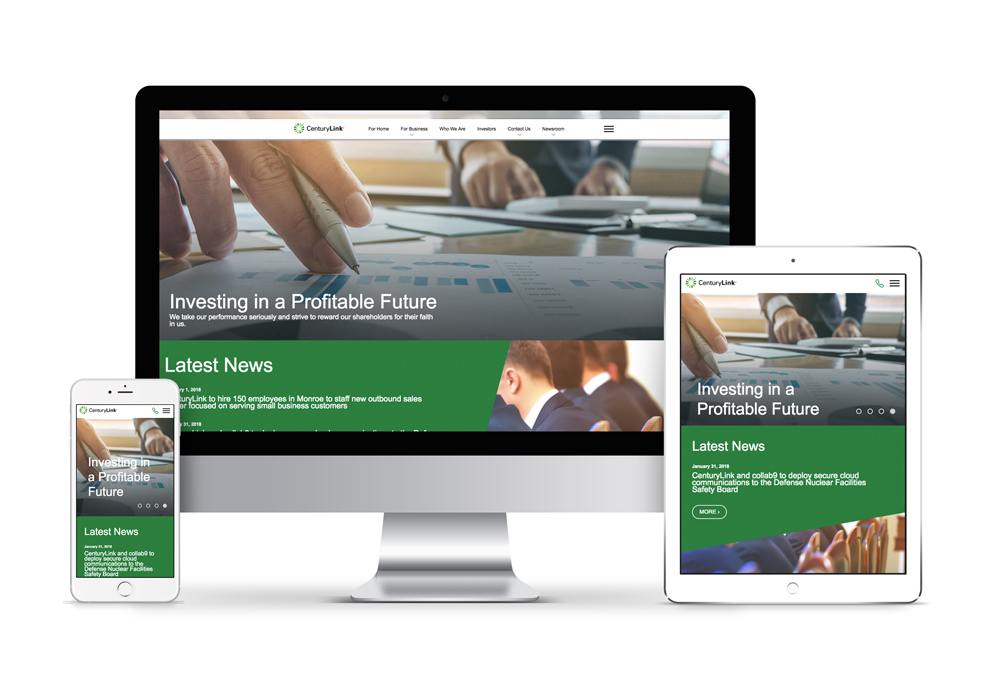 CenturyLink
For Home For Business Who We Are Investors Contact Us Newsroom
Investing in a Profitable Future
We take our performance seriously and strive to reward our shareholders for their faith
in us.
Latest News
ry 1, 2018
turyLink to hire 150 employees in Monroe to staff new outbound sales
er focused on serving small business customers
ry 31, 2018
CenturyLink
Investing in
a Profitable
Future
Latest News
January 31, 2018
CenturyLink and collab9 to
deploy secure cloud
communications to the
Defense Nuclear Facilities
Safety Board
CenturyLink
Investing in a
Profitable Future
Latest News
January 31, 2018
CenturyLink and collab9 to deploy secure cloud
communications to the Defense Nuclear Facilities
Safety Board
MORE ›